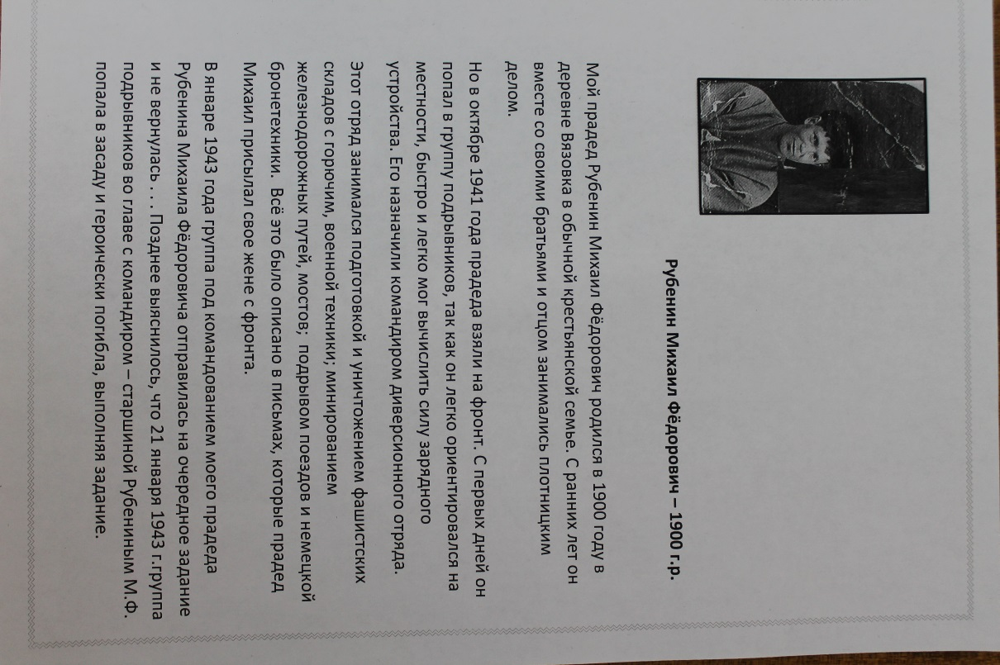 Рубенин Михаил Фёдорович – 1900 г.р.
Мой прадед Рубенин Михаил Фёдорович родился в 1900 году в
деревне Вязовка в обычной крестьянской семье. С ранних лет он
вместе со своими братьями и отцом занимались плотницким
делом.
Но в октябре 1941 года прадеда взяли на фронт. С первых дней он
попал в группу подрывников, так как он легко ориентировался на
местности, быстро и легко мог вычислить силу зарядного
устройства. Его назначили командиром диверсионного отряда.
Этот отряд занимался подготовкой и уничтожением фашистских
складов с горючим, военной техники; минированием
железнодорожных путей, мостов; подрывом поездов и немецкой
бронетехники. Всё это было описано в письмах, которые прадед
Михаил присылал свое жене с фронта.
В январе 1943 года группа под командованием моего прадеда
Рубенина Михаила Фёдоровича отправилась на очередное задание
и не вернулась . . . Позднее выяснилось, что 21 января 1943 г.группа
подрывников во главе с командиром – старшиной Рубениным М.Ф.
попала в засаду и героически погибла, выполняя задание.